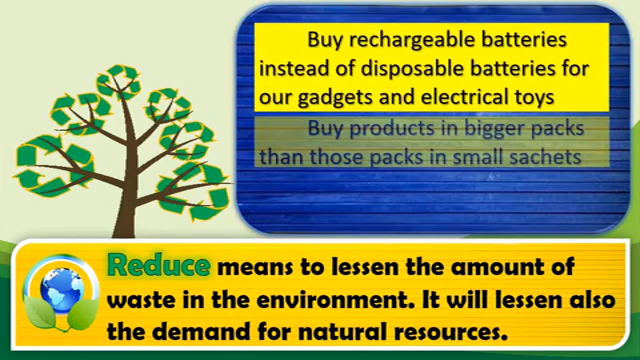 Buy rechargeable batteries
instead of disposable batteries for
our gadgets and electrical toys
Buy products in bigger packs
than those packs in small sachets
Reduce means to lessen the amount of
waste in the environment. It will lessen also
the demand for natural resources.